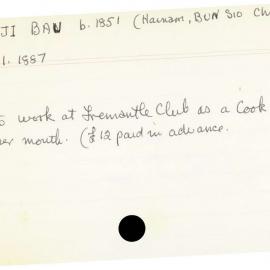 JI BAU b. 1851 (Hainam, BUN SIO Ch
1. 1887
work at Fremantle Club as a Cook
per month. (£12 paid in advance.